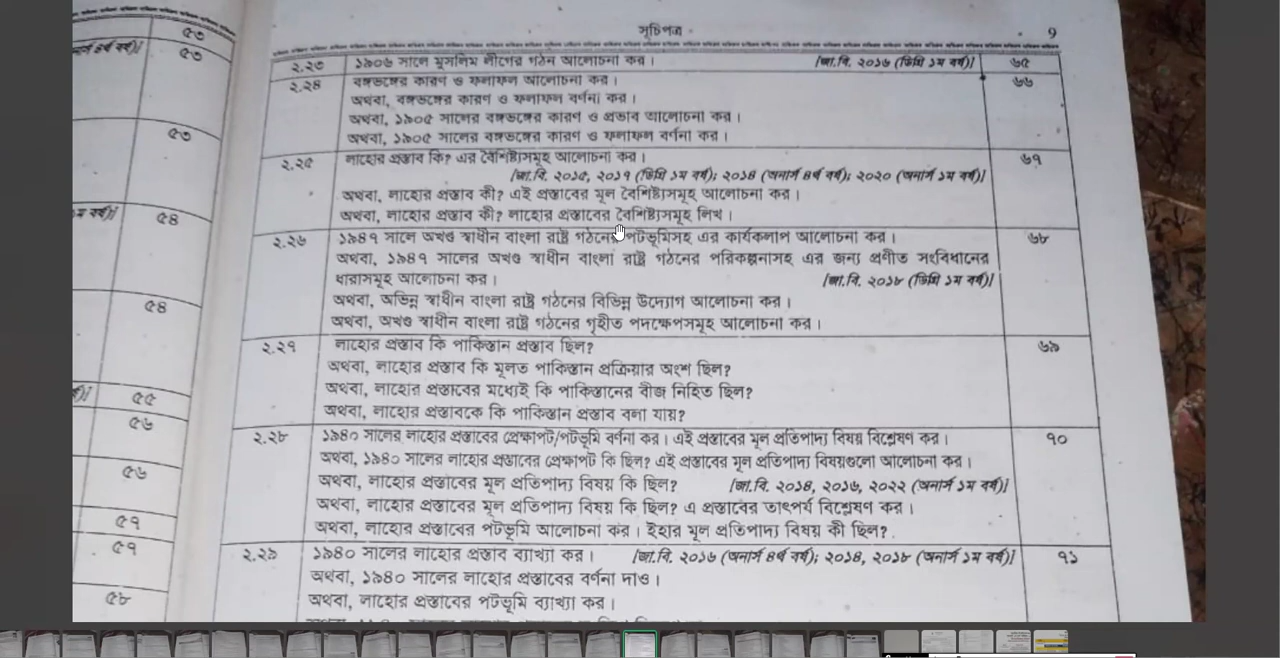 ৫৩
৫৩
৫৩
৫৪
৫৪
৫৫
৫৬
৫৬
৫৭
৫৭
৫৮
সূচিপত্র
9
২.২৩ ১৯০৬ সালে মুসলিম লীগের গঠন আলোচনা কর। [জা.বি. ২০১৬ (ডিগ্রি ১ম বর্ষ)] ৬৫
২.২৪ বঙ্গভঙ্গের কারণ ও ফলাফল আলোচনা কর। ৬৬
অথবা, বঙ্গভঙ্গের কারণ ও ফলাফল বর্ণনা কর।
অথবা, ১৯০৫ সালের বঙ্গভঙ্গের কারণ ও প্রভাব আলোচনা কর।
অথবা, ১৯০৫ সালের বঙ্গভঙ্গের কারণ ও ফলাফল বর্ণনা কর।
২.২৫ লাহোর প্রস্তাব কি? এর বৈশিষ্ট্যসমূহ আলোচনা কর। ৬৭
[জা.বি. ২০১৫, ২০১৭ (ডিগ্রি ১ম বর্ষ); ২০১৪ (অনার্স ৪র্থ বর্ষ); ২০২০ (অনার্স ১ম বর্ষ)]
অথবা, লাহোর প্রস্তাব কী? এই প্রস্তাবের মূল বৈশিষ্ট্যসমূহ আলোচনা কর।
অথবা, লাহোর প্রস্তাব কী? লাহোর প্রস্তাবের বৈশিষ্ট্যসমূহ লিখ।
২.২৬ ১৯৪৭ সালে অখণ্ড স্বাধীন বাংলা রাষ্ট্র গঠনের পটভূমিসহ এর কার্যকলাপ আলোচনা কর। ৬৮
অথবা, ১৯৪৭ সালের অখণ্ড স্বাধীন বাংলা রাষ্ট্র গঠনের পরিকল্পনাসহ এর জন্য প্রণীত সংবিধানের
ধারাসমূহ আলোচনা কর। [জা.বি. ২০১৮ (ডিগ্রি ১ম বর্ষ)]
অথবা, অভিন্ন স্বাধীন বাংলা রাষ্ট্র গঠনের বিভিন্ন উদ্যোগ আলোচনা কর।
অথবা, অখণ্ড স্বাধীন বাংলা রাষ্ট্র গঠনের গৃহীত পদক্ষেপসমূহ আলোচনা কর।
২.২৭ লাহোর প্রস্তাব কি পাকিস্তান প্রস্তাব ছিল? ৬৯
অথবা, লাহোর প্রস্তাব কি মূলত পাকিস্তান প্রক্রিয়ার অংশ ছিল?
অথবা, লাহোর প্রস্তাবের মধ্যেই কি পাকিস্তানের বীজ নিহিত ছিল?
অথবা, লাহোর প্রস্তাবকে কি পাকিস্তান প্রস্তাব বলা যায়?
২.২৮ ১৯৪০ সালের লাহোর প্রস্তাবের প্রেক্ষাপট/পটভূমি বর্ণনা কর। এই প্রস্তাবের মূল প্রতিপাদ্য বিষয় বিশ্লেষণ কর। ৭০
অথবা, ১৯৪০ সালের লাহোর প্রস্তাবের প্রেক্ষাপট কি ছিল? এই প্রস্তাবের মূল প্রতিপাদ্য বিষয়গুলো আলোচনা কর।
অথবা, লাহোর প্রস্তাবের মূল প্রতিপাদ্য বিষয় কি ছিল? [জা.বি. ২০১৪, ২০১৬, ২০২২ (অনার্স ১ম বর্ষ)]
অথবা, লাহোর প্রস্তাবের মূল প্রতিপাদ্য বিষয় কি ছিল? এ প্রস্তাবের তাৎপর্য বিশ্লেষণ কর।
অথবা, লাহোর প্রস্তাবের পটভূমি আলোচনা কর। ইহার মূল প্রতিপাদ্য বিষয় কী ছিল?
২.২৯ ১৯৪০ সালের লাহোর প্রস্তাব ব্যাখ্যা কর। [জা.বি. ২০১৬ (অনার্স ৪র্থ বর্ষ); ২০১৪, ২০১৮ (অনার্স ১ম বর্ষ)] ৭১
অথবা, ১৯৪০ সালের লাহোর প্রস্তাবের বর্ণনা দাও।
অথবা, লাহোর প্রস্তাবের পটভূমি ব্যাখ্যা কর।